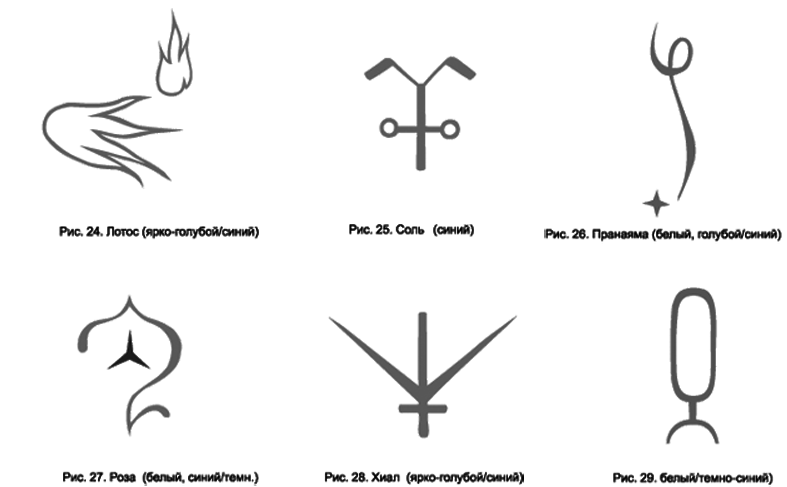 Рис. 24. Лотос (ярко-голубой/синий)
Рис. 25. Соль (синий)
Рис. 26. Пранаяма (белый, голубой/синий)
Рис. 27. Роза (белый, синий/темн.)
Рис. 28. Хиал (ярко-голубой/синий)
Рис. 29. белый/темно-синий)